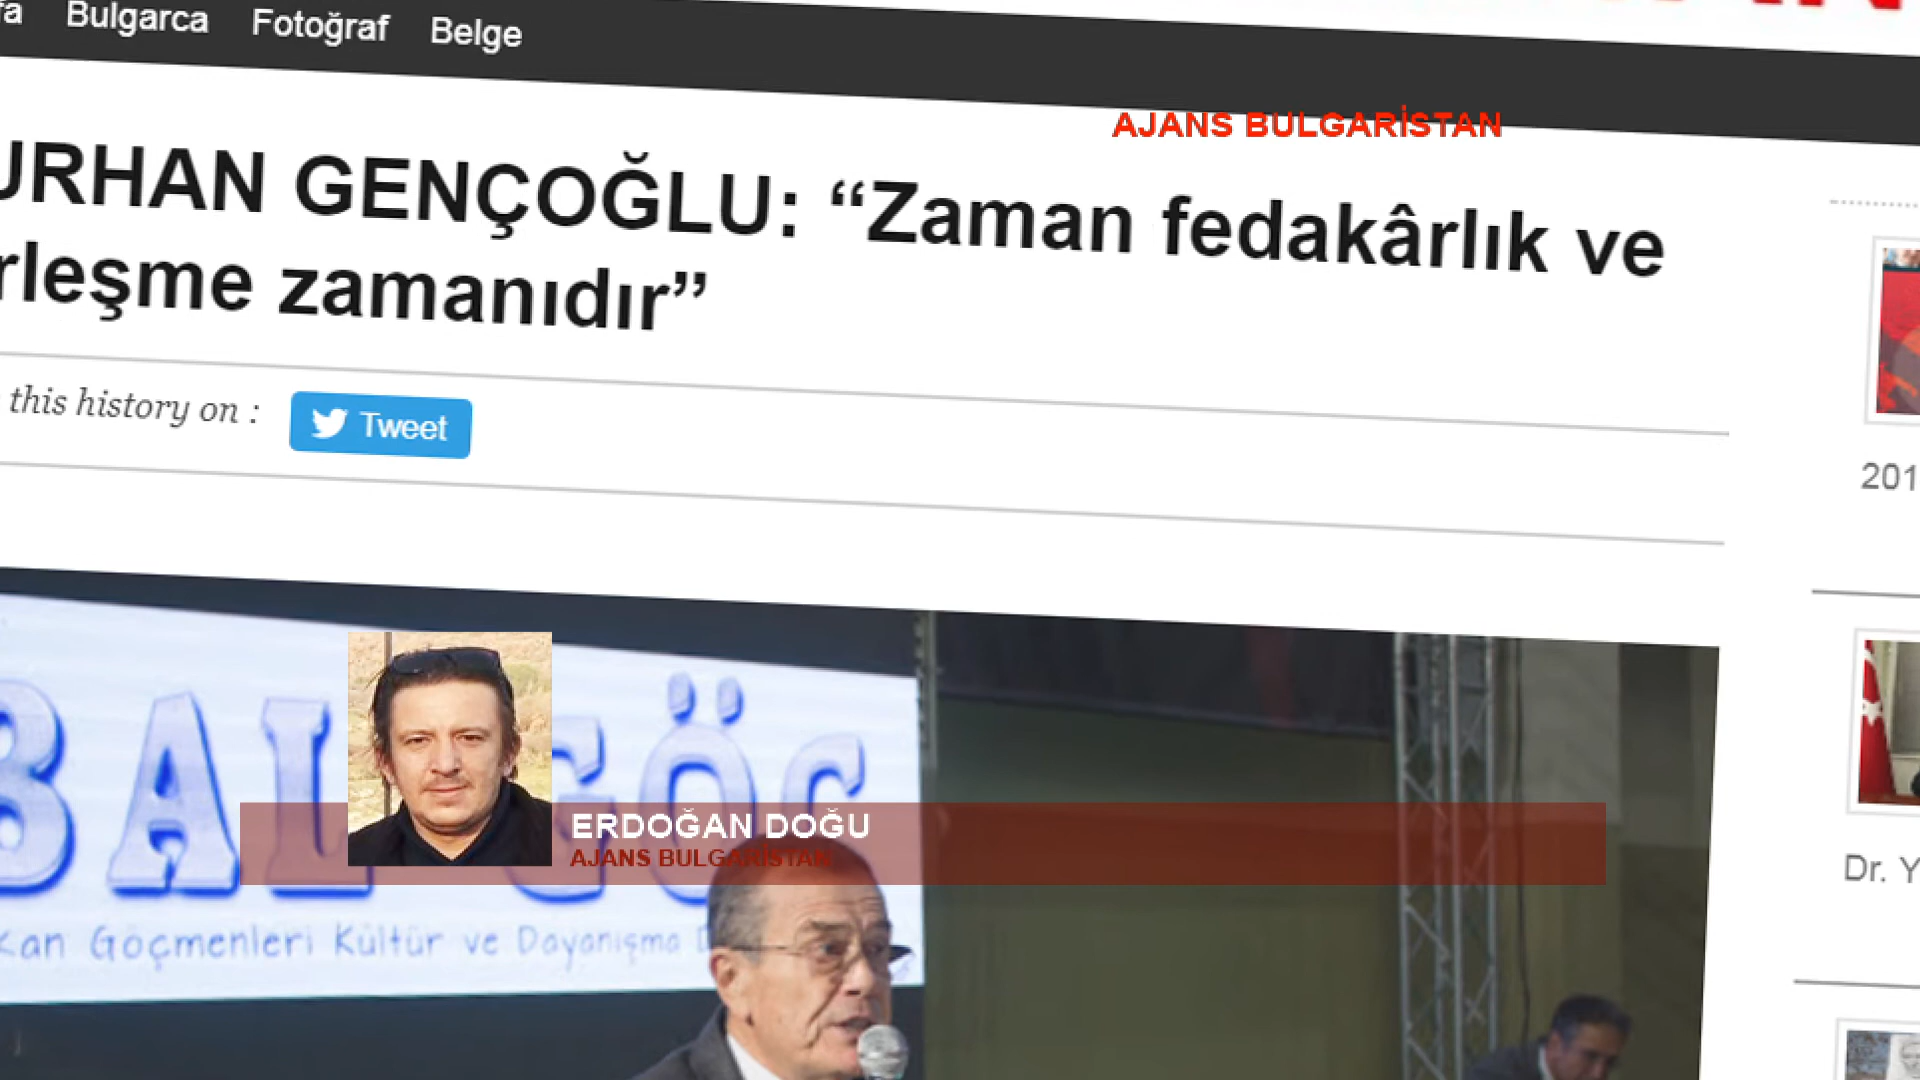 Bulgarca Fotoğraf Belge
AJANS BULGARİSTAN
URHAN GENÇOĞLU: “Zaman fedakârlık ve
rleşme zamanıdır”
this history on :
Tweet
201
BAL GÖÇ
ERDOĞAN DOĞU
AJANS BULGARİSTAN
Dr. Y
kan Göçmenleri Kültür ve Dayanışma D